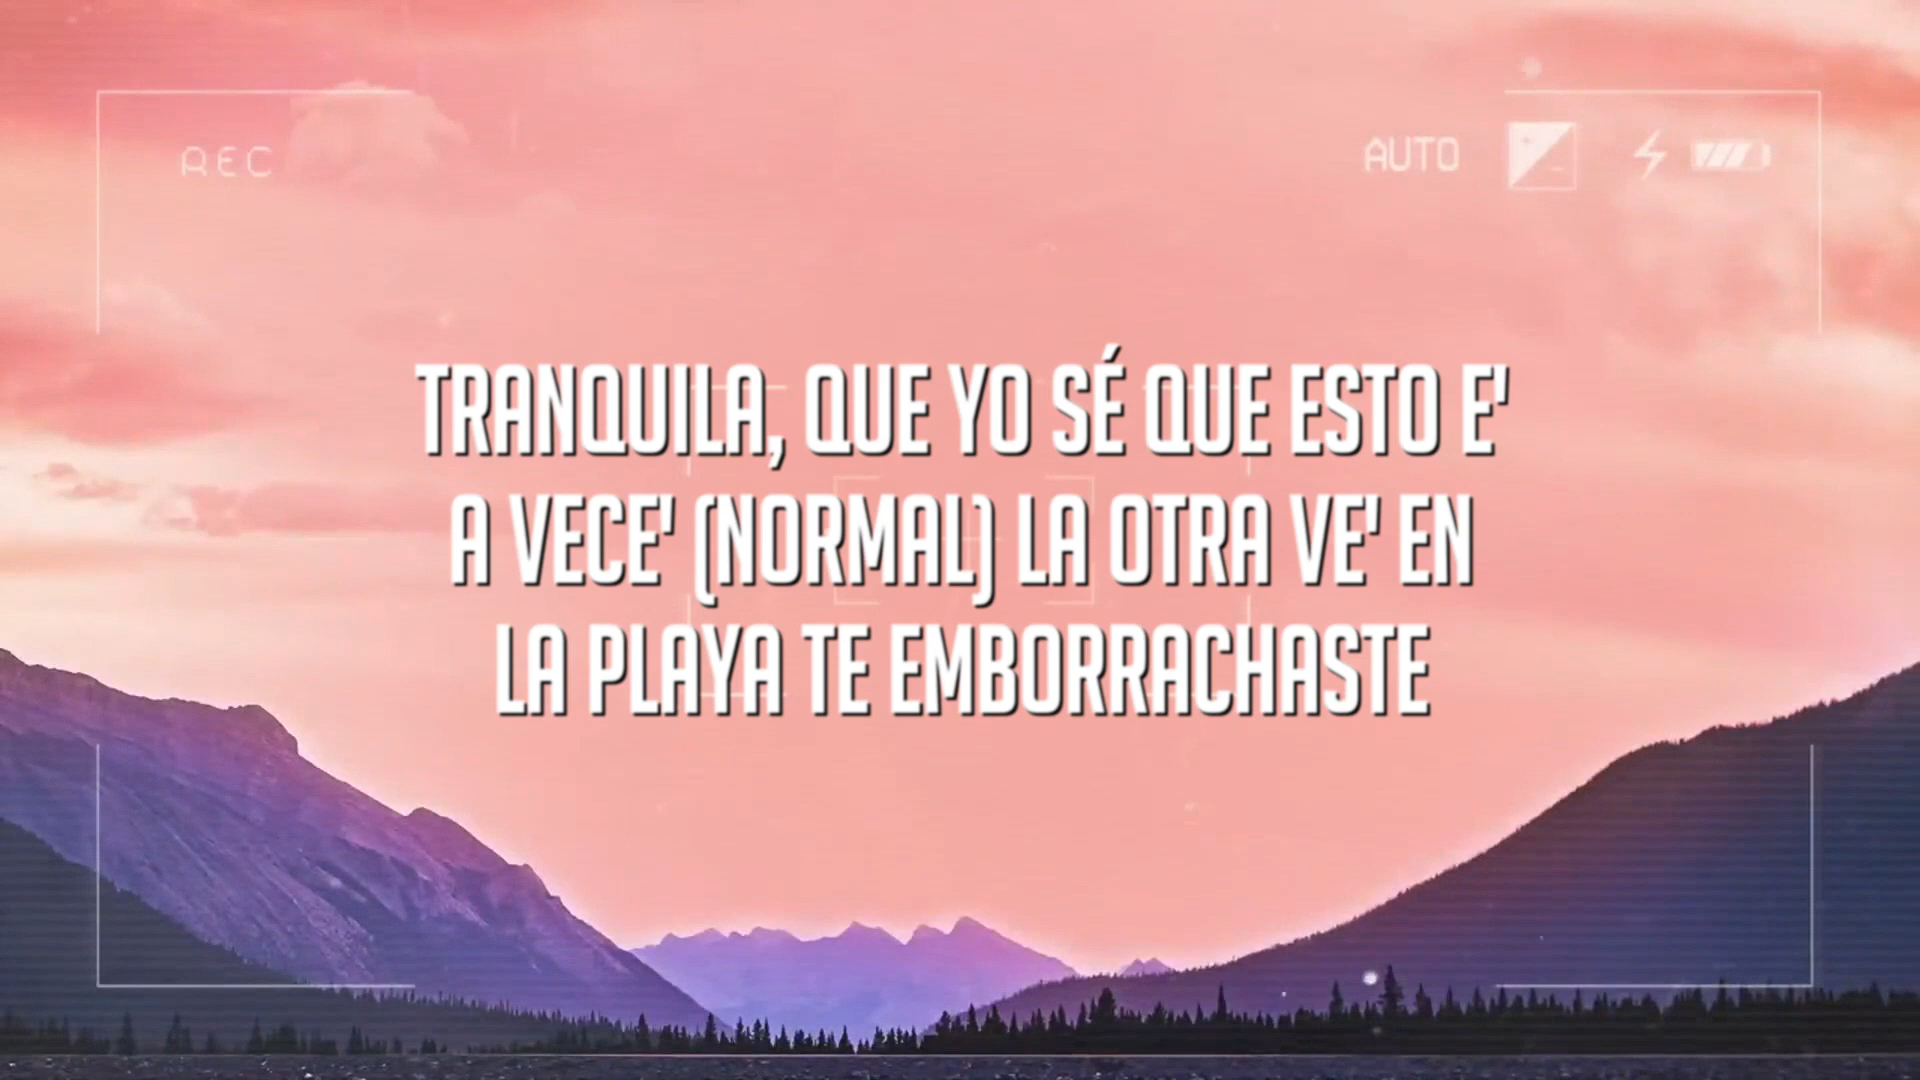 REC
AUTO
TRANQUILA, QUE YO SÉ QUE ESTO E'
A VECE' (NORMAL) LA OTRA VE' EN
LA PLAYA TE EMBORRACHASTE